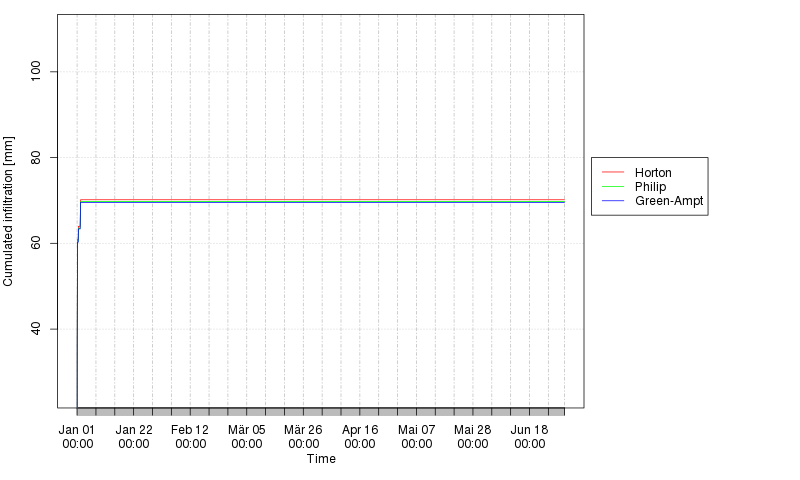 Cumulated infiltration [mm]
100
80
60
40
Jan 01 Jan 22 Feb 12 Mär 05 Mär 26 Apr 16 Mai 07 Mai 28 Jun 18
00:00 00:00 00:00 00:00 00:00 00:00 00:00 00:00 00:00
Time
Horton
Philip
Green-Ampt